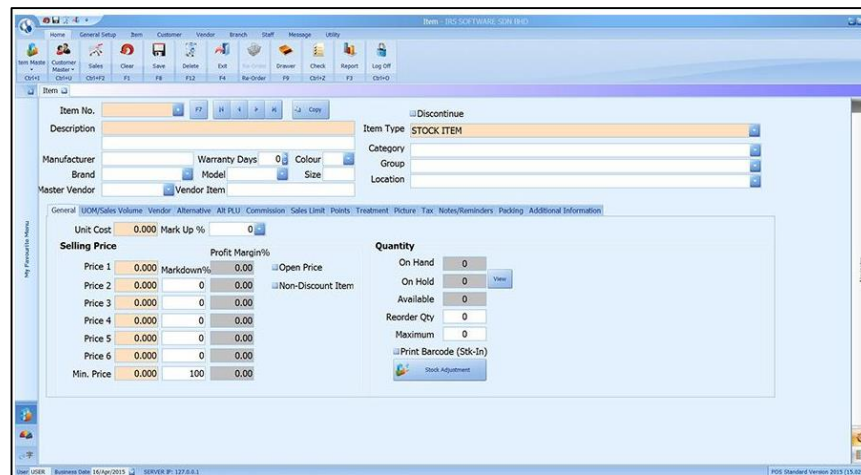 Item - IRS SOFTWARE SDN BHD
Home General Setup Item Customer Vendor Branch Staff Message Utility
Item Maste Customer Master Sales Clear Save Delete Exit Re-Order Drawer Check Report Log Off
Ctrl+I Ctrl+U Ctrl+F2 F1 F8 F12 F4 Re-Order F9 Ctrl+Z F3 Ctrl+O
Item
Item No. F7 Copy Discontinue
Description Item Type STOCK ITEM
Category
Manufacturer Warranty Days 0 Colour Group
Brand Model Size Location
Master Vendor Vendor Item
My Favourite Menu
General UOM/Sales Volume Vendor Alternative Alt PLU Commission Sales Limit Points Treatment Picture Tax Notes/Reminders Packing Additional Information
Unit Cost 0.000 Mark Up % 0
Selling Price Profit Margin% Quantity
Price 1 0.000 Markdown% 0.00 Open Price On Hand 0
Price 2 0.000 0 0.00 Non-Discount Item On Hold 0 View
Price 3 0.000 0 0.00 Available 0
Price 4 0.000 0 0.00 Reorder Qty 0
Price 5 0.000 0 0.00 Maximum 0
Price 6 0.000 0 0.00 Print Barcode (Stk-In)
Min. Price 0.000 100 0.00 Stock Adjustment
字
User USER Business Date 16/Apr/2015 SERVER IP: 127.0.0.1 POS Standard Version 2015 (15.02